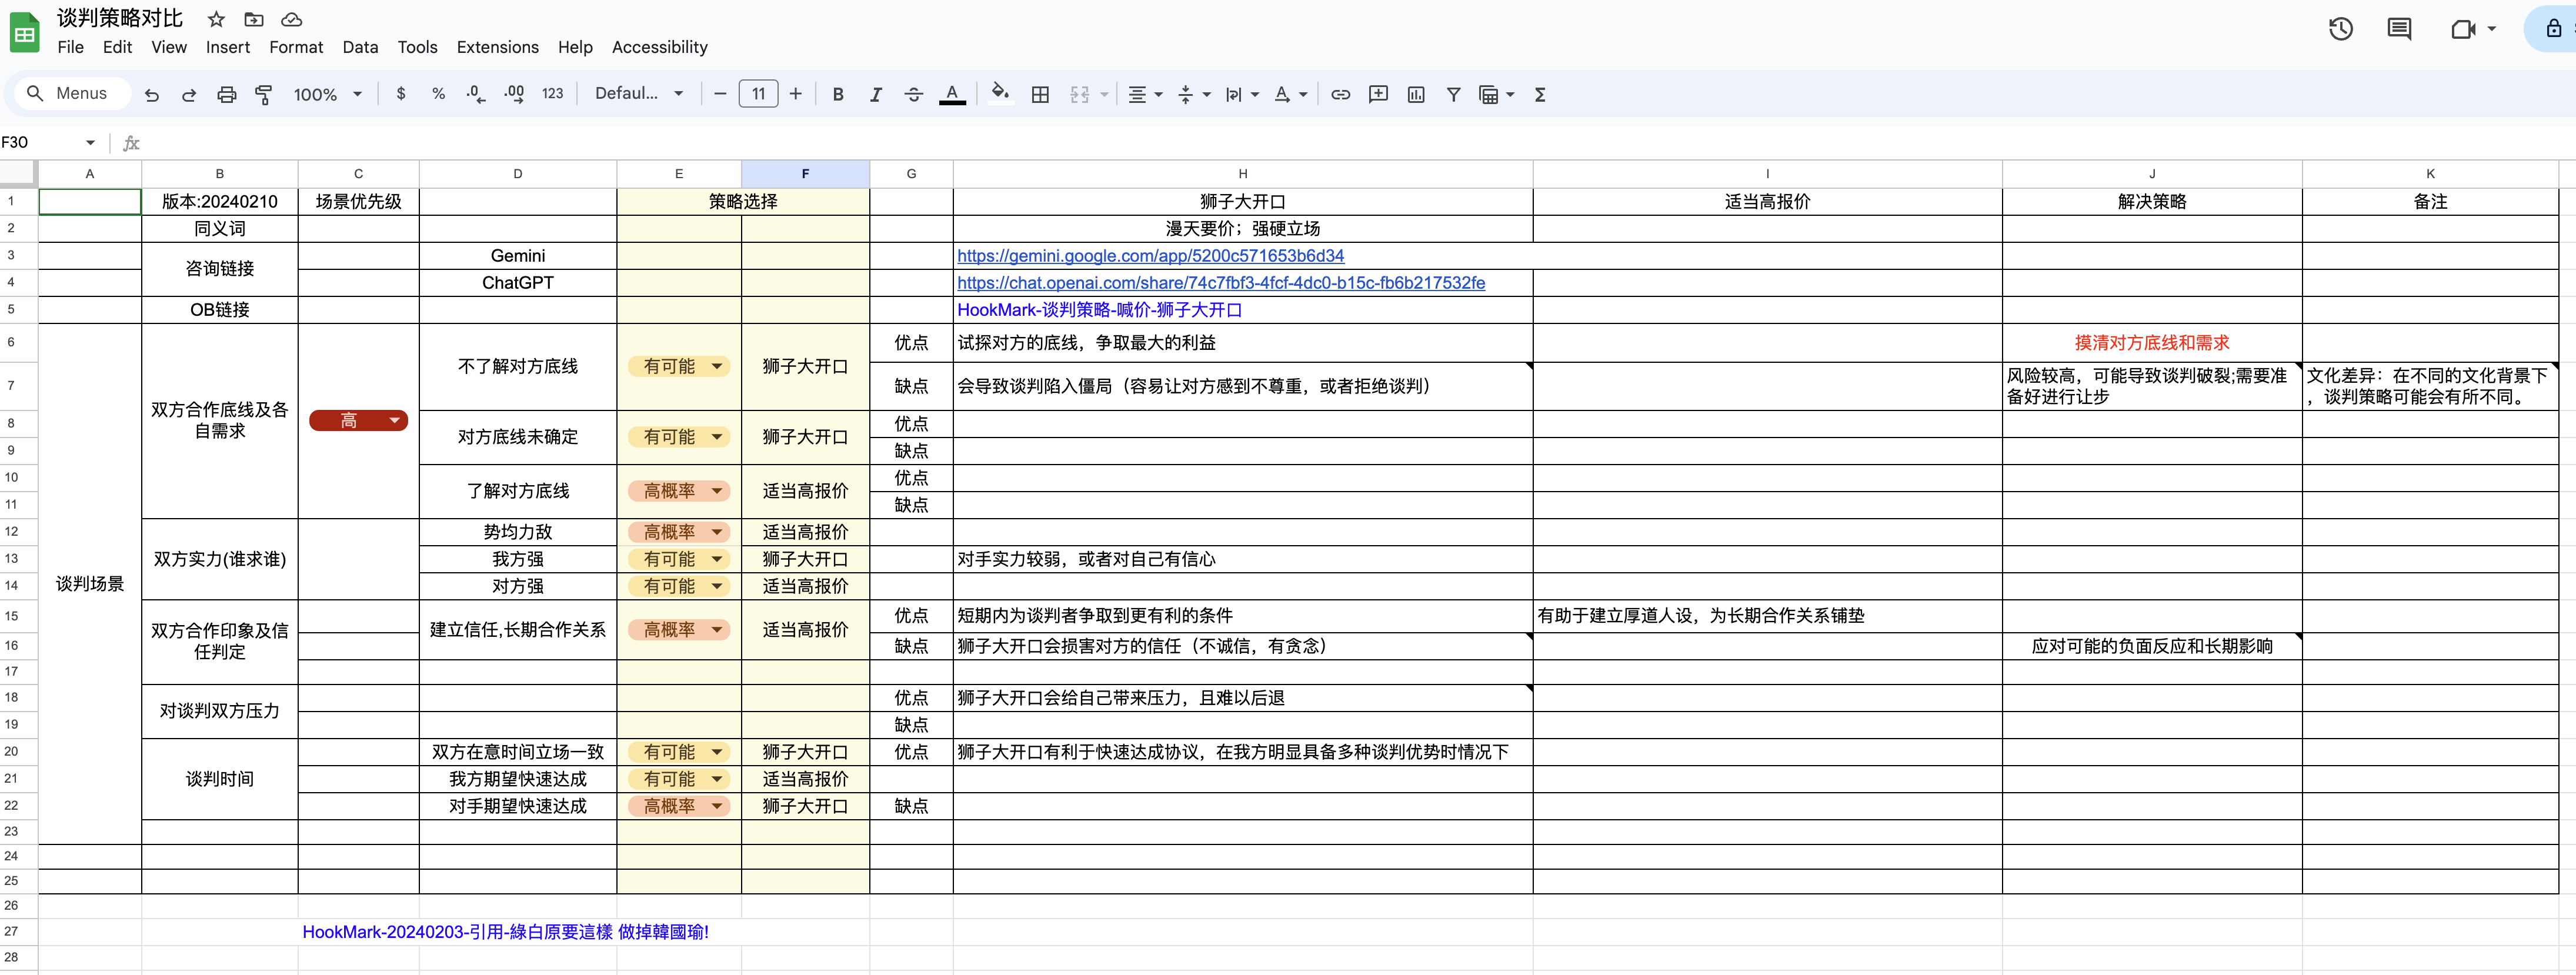 谈判策略对比
File Edit View Insert Format Data Tools Extensions Help Accessibility
Menus 100% $ % .0 .00 123 Defaul... 11 B I A
F30 fx
A B C D E F G H I J K
1 版本:20240210 场景优先级 策略选择 狮子大开口 适当高报价 解决策略 备注
2 同义词 漫天要价；强硬立场
咨询链接
3 Gemini https://gemini.google.com/app/5200c571653b6d34
4 ChatGPT https://chat.openai.com/share/74c7fbf3-4fcf-4dc0-b15c-fb6b217532fe
5 OB链接 HookMark-谈判策略-喊价-狮子大开口
谈判场景
双方合作底线及各
自需求
高
不了解对方底线 有可能 狮子大开口
6 优点 试探对方的底线，争取最大的利益 摸清对方底线和需求
7 缺点 会导致谈判陷入僵局（容易让对方感到不尊重，或者拒绝谈判）
风险较高，可能导致谈判破裂;需要准
备好进行让步
文化差异：在不同的文化背景下
，谈判策略可能会有所不同。
对方底线未确定 有可能 狮子大开口
8 优点
9 缺点
了解对方底线 高概率 适当高报价
10 优点
11 缺点
双方实力(谁求谁)
12 势均力敌 高概率 适当高报价
13 我方强 有可能 狮子大开口 对手实力较弱，或者对自己有信心
14 对方强 有可能 适当高报价
双方合作印象及信
任判定
建立信任,长期合作关系 高概率 适当高报价
15 优点 短期内为谈判者争取到更有利的条件 有助于建立厚道人设，为长期合作关系铺垫
16 缺点 狮子大开口会损害对方的信任（不诚信，有贪念） 应对可能的负面反应和长期影响
17
对谈判双方压力
18 优点 狮子大开口会给自己带来压力，且难以后退
19 缺点
谈判时间
20 双方在意时间立场一致 有可能 狮子大开口 优点 狮子大开口有利于快速达成协议，在我方明显具备多种谈判优势时情况下
21 我方期望快速达成 有可能 适当高报价
22 对手期望快速达成 高概率 狮子大开口 缺点
23
24
25
26
27 HookMark-20240203-引用-綠白原要這樣 做掉韓國瑜!
28